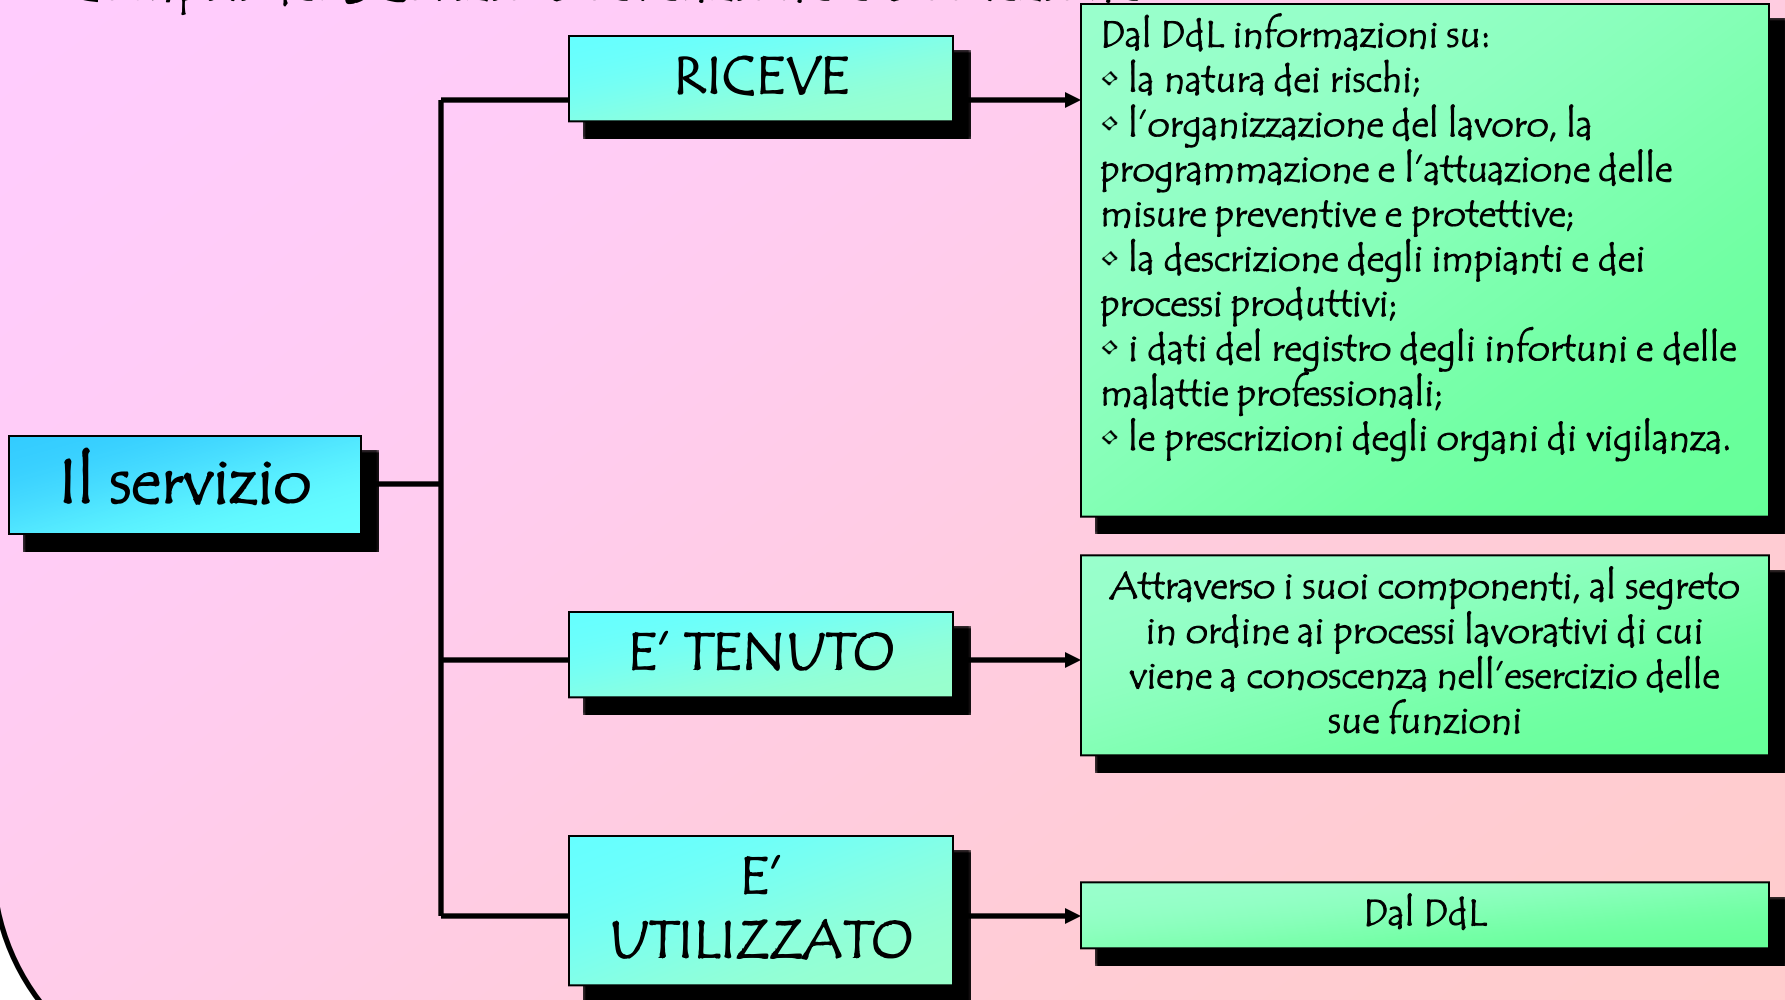 RICEVE
Dal DdL informazioni su:
⋄ la natura dei rischi;
⋄ l'organizzazione del lavoro, la
programmazione e l'attuazione delle
misure preventive e protettive;
⋄ la descrizione degli impianti e dei
processi produttivi;
⋄ i dati del registro degli infortuni e delle
malattie professionali;
⋄ le prescrizioni degli organi di vigilanza.
Il servizio
E' TENUTO
Attraverso i suoi componenti, al segreto
in ordine ai processi lavorativi di cui
viene a conoscenza nell'esercizio delle
sue funzioni
E'
UTILIZZATO
Dal DdL